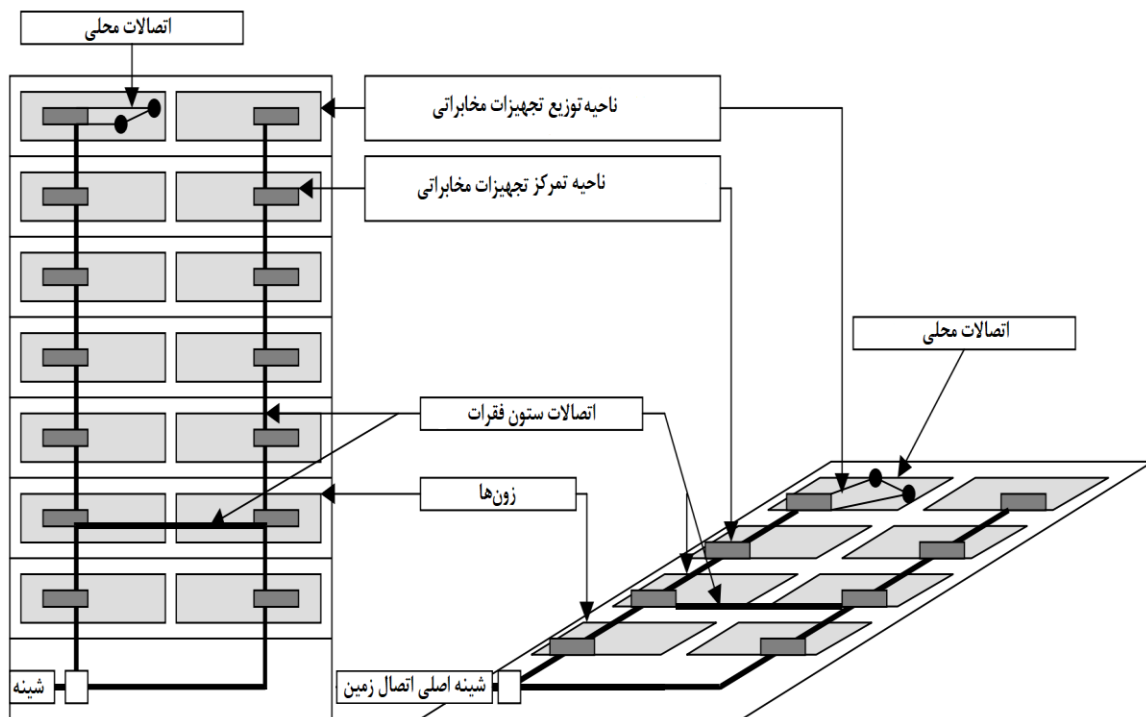 اتصالات محلی
ناحیه توزیع تجهیزات مخابراتی
ناحیه تمرکز تجهیزات مخابراتی
اتصالات محلی
اتصالات ستون فقرات
زون‌ها
شینه
شینه اصلی اتصال زمین